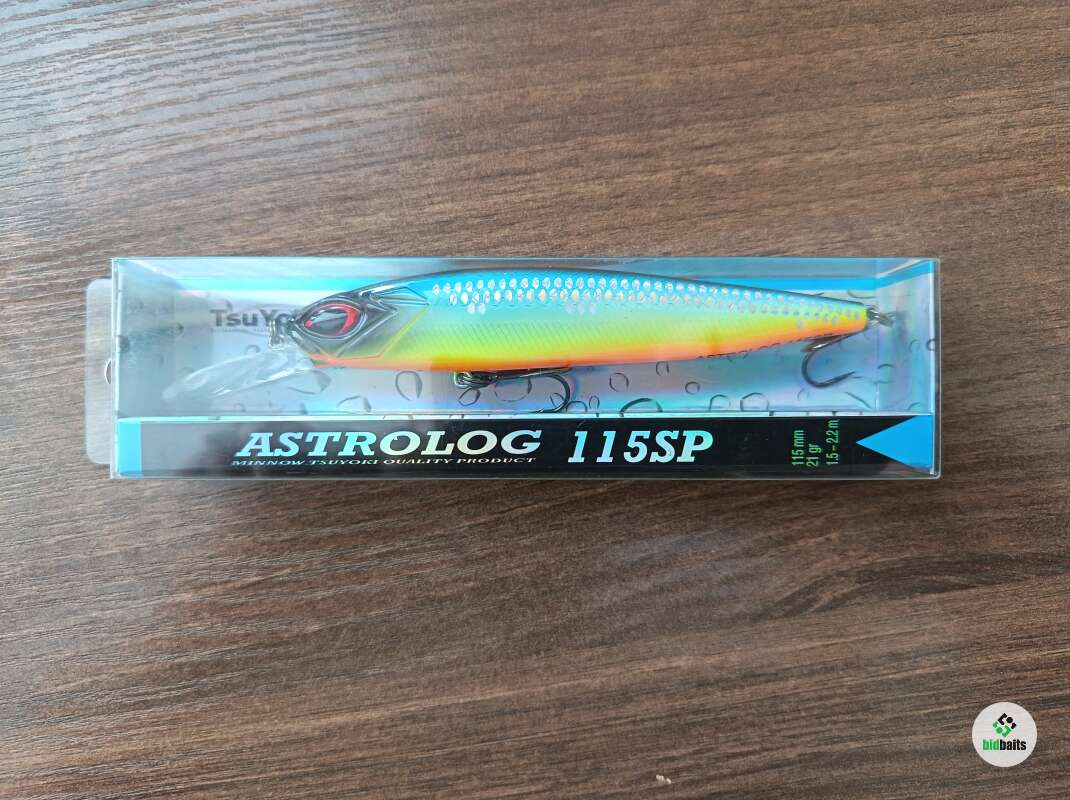 TsuYo
ASTROLOG 115SP
MINNOW TSUYOKI QUALITY PRODUCT
115 mm
21 gr
1.5 – 2.2 m
bidbaits